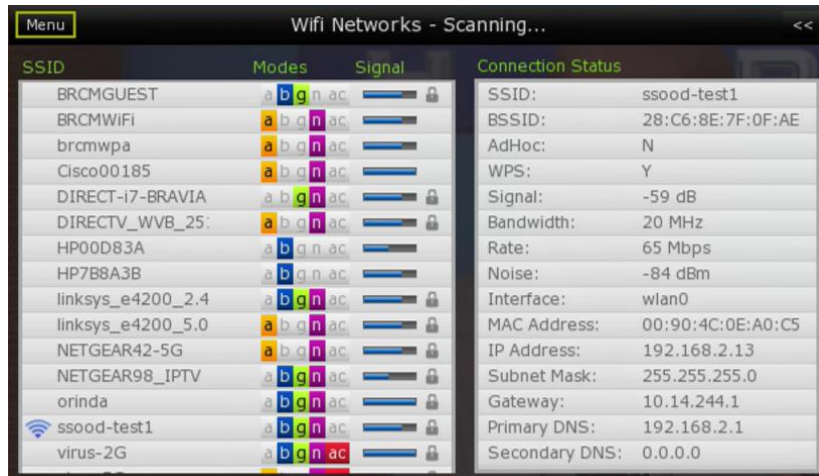 Menu
Wifi Networks - Scanning...
<<
SSID Modes Signal
BRCMGUEST a b g n ac
BRCMWiFi a b g n ac
brcmwpa a b g n ac
Cisco00185 a b g n ac
DIRECT-i7-BRAVIA a b g n ac
DIRECTV_WVB_251 a b g n ac
HP00D83A a b g n ac
HP7B8A3B a b g n ac
linksys_e4200_2.4 a b g n ac
linksys_e4200_5.0 a b g n ac
NETGEAR42-5G a b g n ac
NETGEAR98_IPTV a b g n ac
orinda a b g n ac
ssood-test1 a b g n ac
virus-2G a b g n ac
Connection Status
SSID: ssood-test1
BSSID: 28:C6:8E:7F:0F:AE
AdHoc: N
WPS: Y
Signal: -59 dB
Bandwidth: 20 MHz
Rate: 65 Mbps
Noise: -84 dBm
Interface: wlan0
MAC Address: 00:90:4C:0E:A0:C5
IP Address: 192.168.2.13
Subnet Mask: 255.255.255.0
Gateway: 10.14.244.1
Primary DNS: 192.168.2.1
Secondary DNS: 0.0.0.0